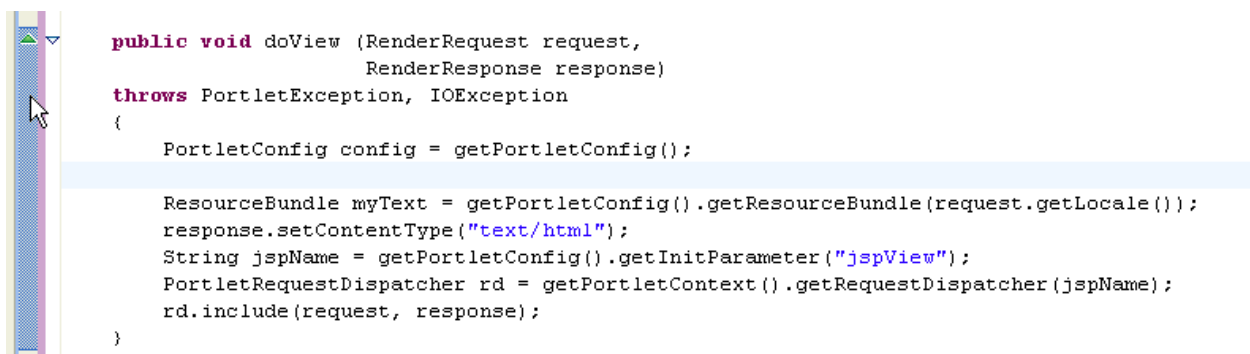 public void doView (RenderRequest request,
RenderResponse response)
throws PortletException, IOException
{
PortletConfig config = getPortletConfig();
ResourceBundle myText = getPortletConfig().getResourceBundle(request.getLocale());
response.setContentType("text/html");
String jspName = getPortletConfig().getInitParameter("jspView");
PortletRequestDispatcher rd = getPortletContext().getRequestDispatcher(jspName);
rd.include(request, response);
}